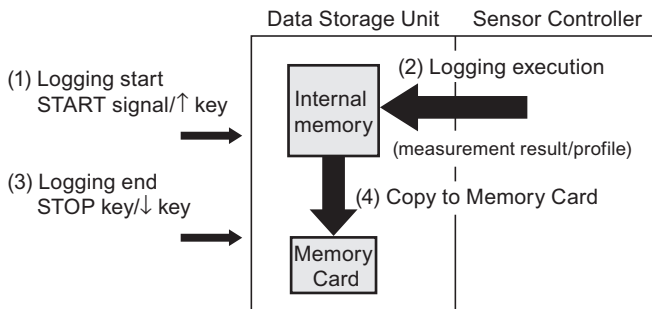 Data Storage Unit
Sensor Controller
(1) Logging start
START signal/↑ key
Internal
memory
(2) Logging execution
(measurement result/profile)
(3) Logging end
STOP key/↓ key
(4) Copy to Memory Card
Memory
Card